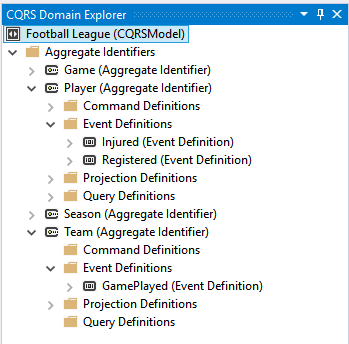 CQRS Domain Explorer
Football League (CQRSModel)
Aggregate Identifiers
Game (Aggregate Identifier)
Player (Aggregate Identifier)
Command Definitions
Event Definitions
Injured (Event Definition)
Registered (Event Definition)
Projection Definitions
Query Definitions
Season (Aggregate Identifier)
Team (Aggregate Identifier)
Command Definitions
Event Definitions
GamePlayed (Event Definition)
Projection Definitions
Query Definitions